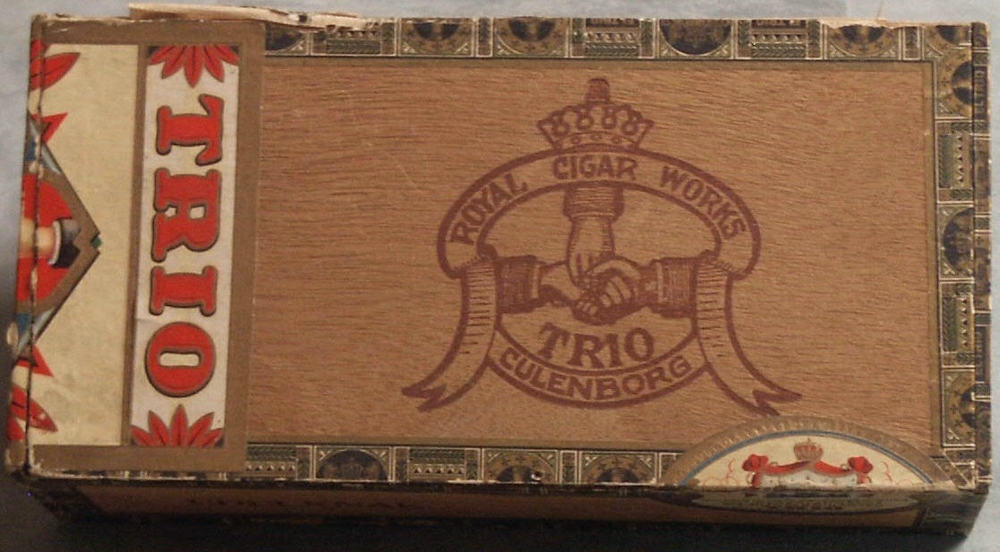 TRIO
ROYAL CIGAR WORKS
TRIO
CULENBORG